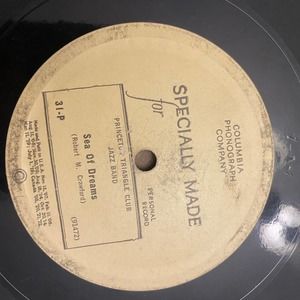 COLUMBIA
PHONOGRAPH
COMPANY
SPECIALLY MADE
for
PERSONAL
RECORD
PRINCETON TRIANGLE CLUB
JAZZ BAND
Sea Of Dreams
(Robert M. Crawford)
31-P
(91472)